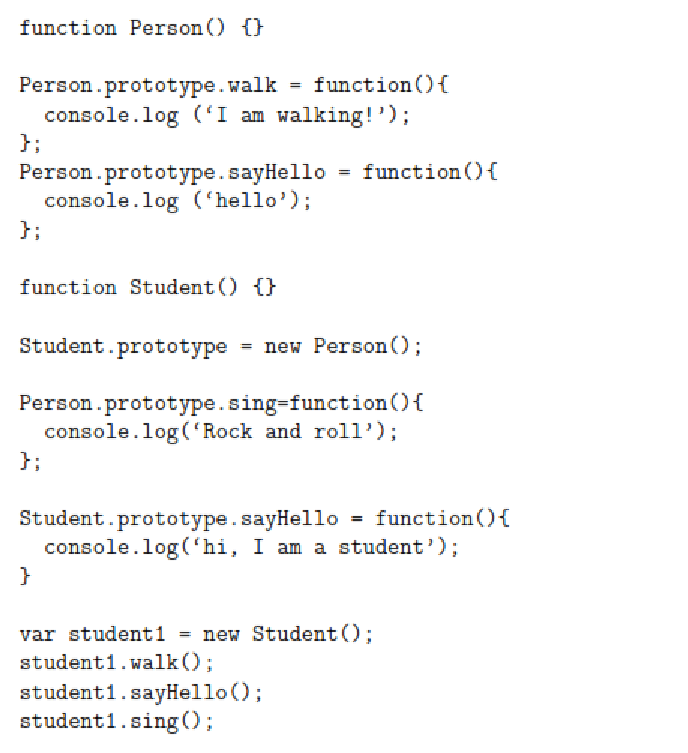 function Person() {}
Person.prototype.walk = function(){
console.log (‘I am walking!’);
};
Person.prototype.sayHello = function(){
console.log (‘hello’);
};
function Student() {}
Student.prototype = new Person();
Person.prototype.sing=function(){
console.log(‘Rock and roll’);
};
Student.prototype.sayHello = function(){
console.log(‘hi, I am a student’);
}
var student1 = new Student();
student1.walk();
student1.sayHello();
student1.sing();